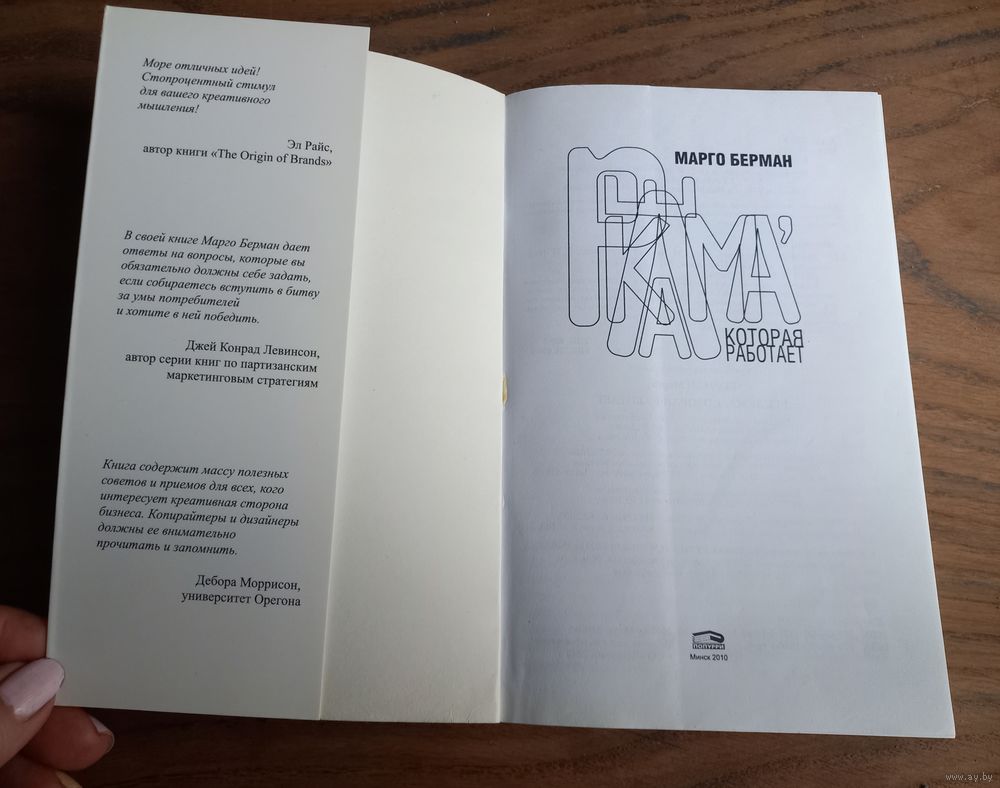 Море отличных идей!
Стопроцентный стимул
для вашего креативного
мышления!
Эл Райс,
автор книги «The Origin of Brands»
В своей книге Марго Берман дает
ответы на вопросы, которые вы
обязательно должны себе задать,
если собираетесь вступить в битву
за умы потребителей
и хотите в ней победить.
Джей Конрад Левинсон,
автор серии книг по партизанским
маркетинговым стратегиям
Книга содержит массу полезных
советов и приемов для всех, кого
интересует креативная сторона
бизнеса. Копирайтеры и дизайнеры
должны ее внимательно
прочитать и запомнить.
Дебора Моррисон,
университет Орегона
МАРГО БЕРМАН
КОТОРАЯ
РАБОТАЕТ
ПОПУРРИ
Минск 2010
www.ay.by